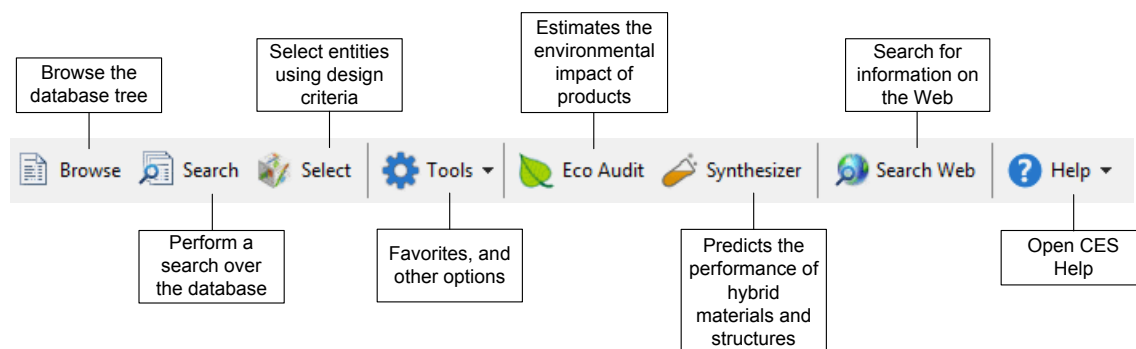 Browse the
database tree
Select entities
using design
criteria
Estimates the
environmental
impact of
products
Search for
information on
the Web
Browse
Search
Select
Tools
Eco Audit
Synthesizer
Search Web
Help
Perform a
search over
the database
Favorites, and
other options
Predicts the
performance of
hybrid
materials and
structures
Open CES
Help